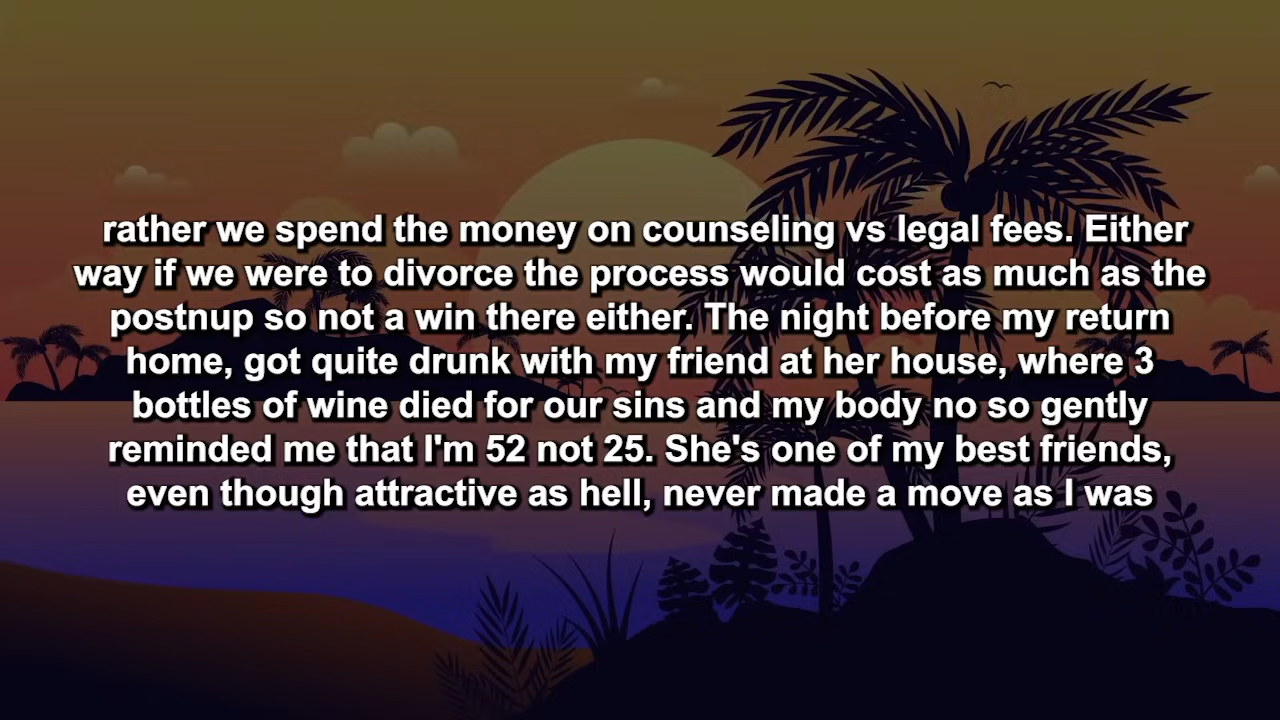 rather we spend the money on counseling vs legal fees. Either
way if we were to divorce the process would cost as much as the
postnup so not a win there either. The night before my return
home, got quite drunk with my friend at her house, where 3
bottles of wine died for our sins and my body no so gently
reminded me that I'm 52 not 25. She's one of my best friends,
even though attractive as hell, never made a move as I was